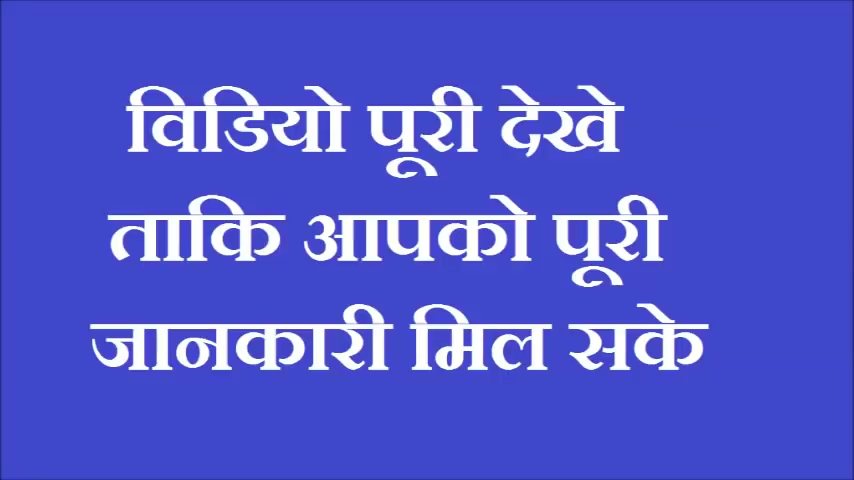 विडियो पूरी देखे
ताकि आपको पूरी
जानकारी मिल सके